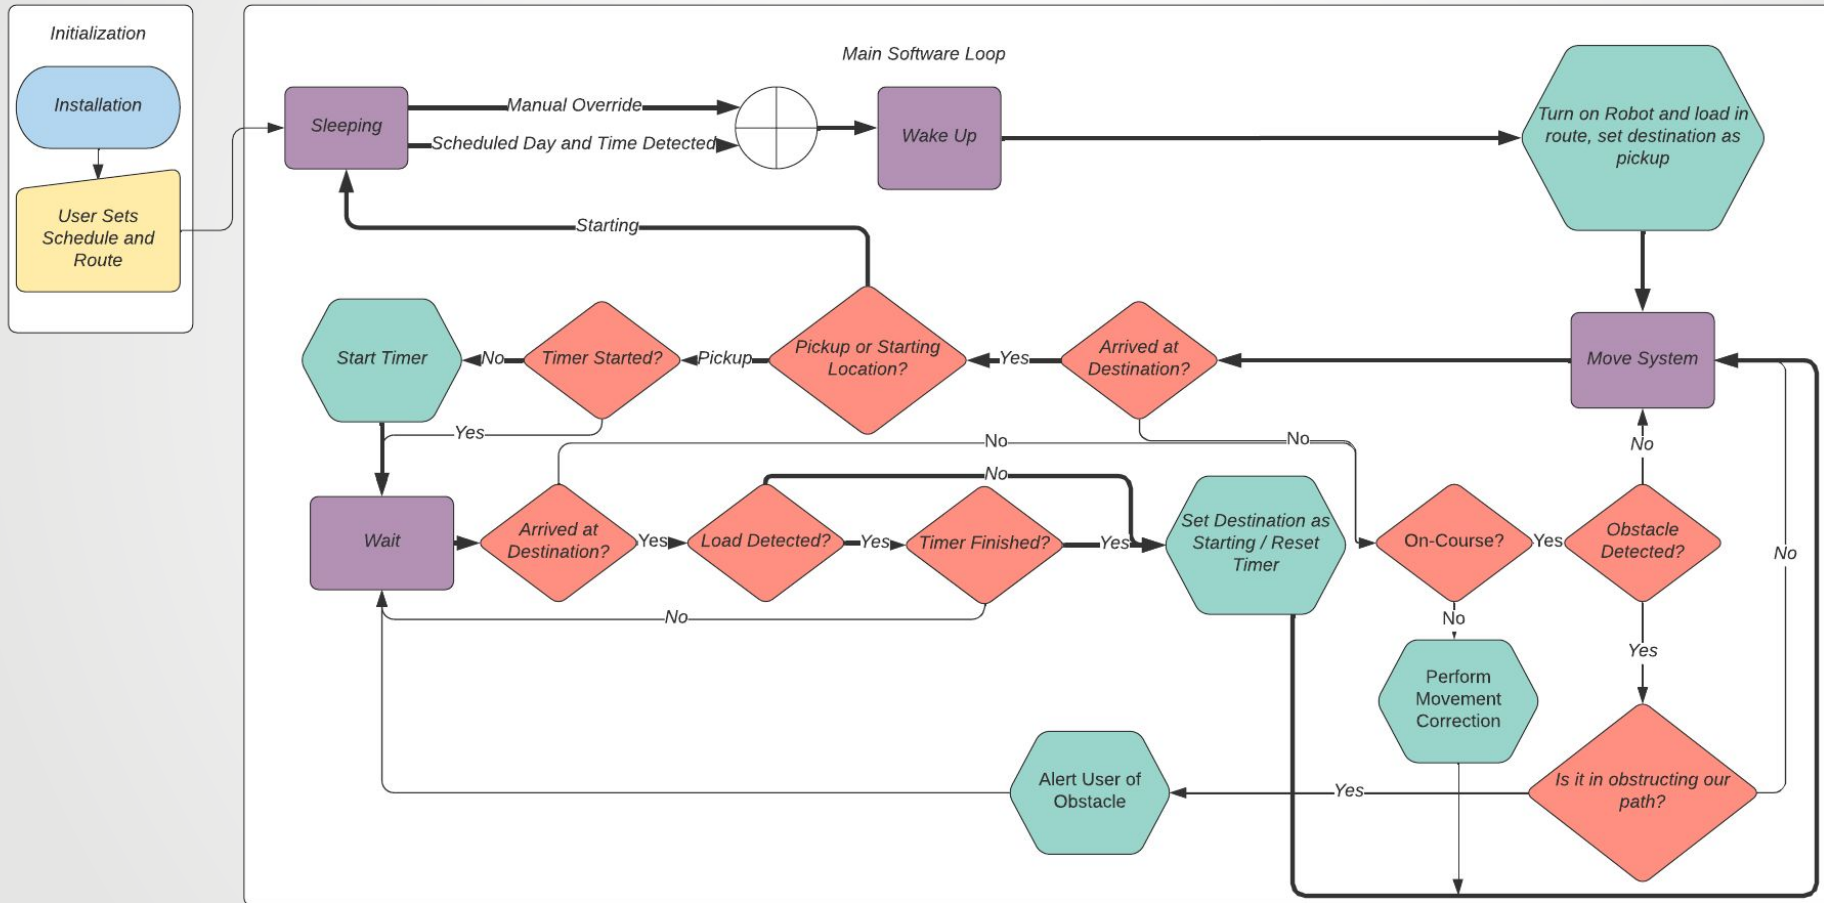 Initialization
Installation
User Sets
Schedule and
Route
Main Software Loop
Sleeping
Manual Override
Scheduled Day and Time Detected
Wake Up
Turn on Robot and load in
route, set destination as
pickup
Starting
Start Timer
No
Timer Started?
Pickup
Pickup or Starting
Location?
Yes
Arrived at
Destination?
Move System
Yes
No
No
No
No
Wait
Arrived at
Destination?
Yes
Load Detected?
Yes
Timer Finished?
Yes
Set Destination as
Starting / Reset
Timer
On-Course?
Yes
Obstacle
Detected?
No
No
No
Yes
Perform
Movement
Correction
Alert User of
Obstacle
Yes
Is it in obstructing our
path?